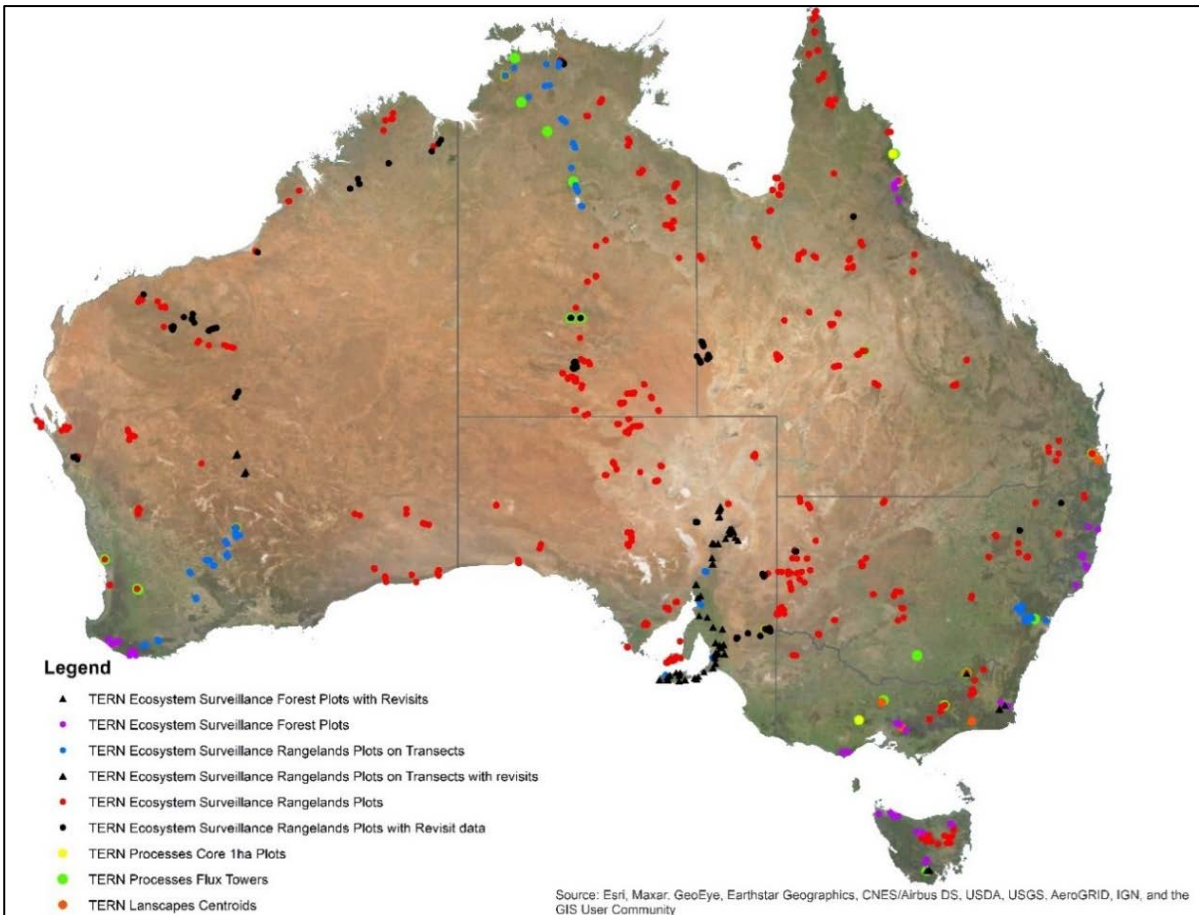 Legend
TERN Ecosystem Surveillance Forest Plots with Revisits
TERN Ecosystem Surveillance Forest Plots
TERN Ecosystem Surveillance Rangelands Plots on Transects
TERN Ecosystem Surveillance Rangelands Plots on Transects with revisits
TERN Ecosystem Surveillance Rangelands Plots
TERN Ecosystem Surveillance Rangelands Plots with Revisit data
TERN Processes Core 1ha Plots
TERN Processes Flux Towers
TERN Lanscapes Centroids
Source: Esri, Maxar, GeoEye, Earthstar Geographics, CNES/Airbus DS, USDA, USGS, AeroGRID, IGN, and the
GIS User Community